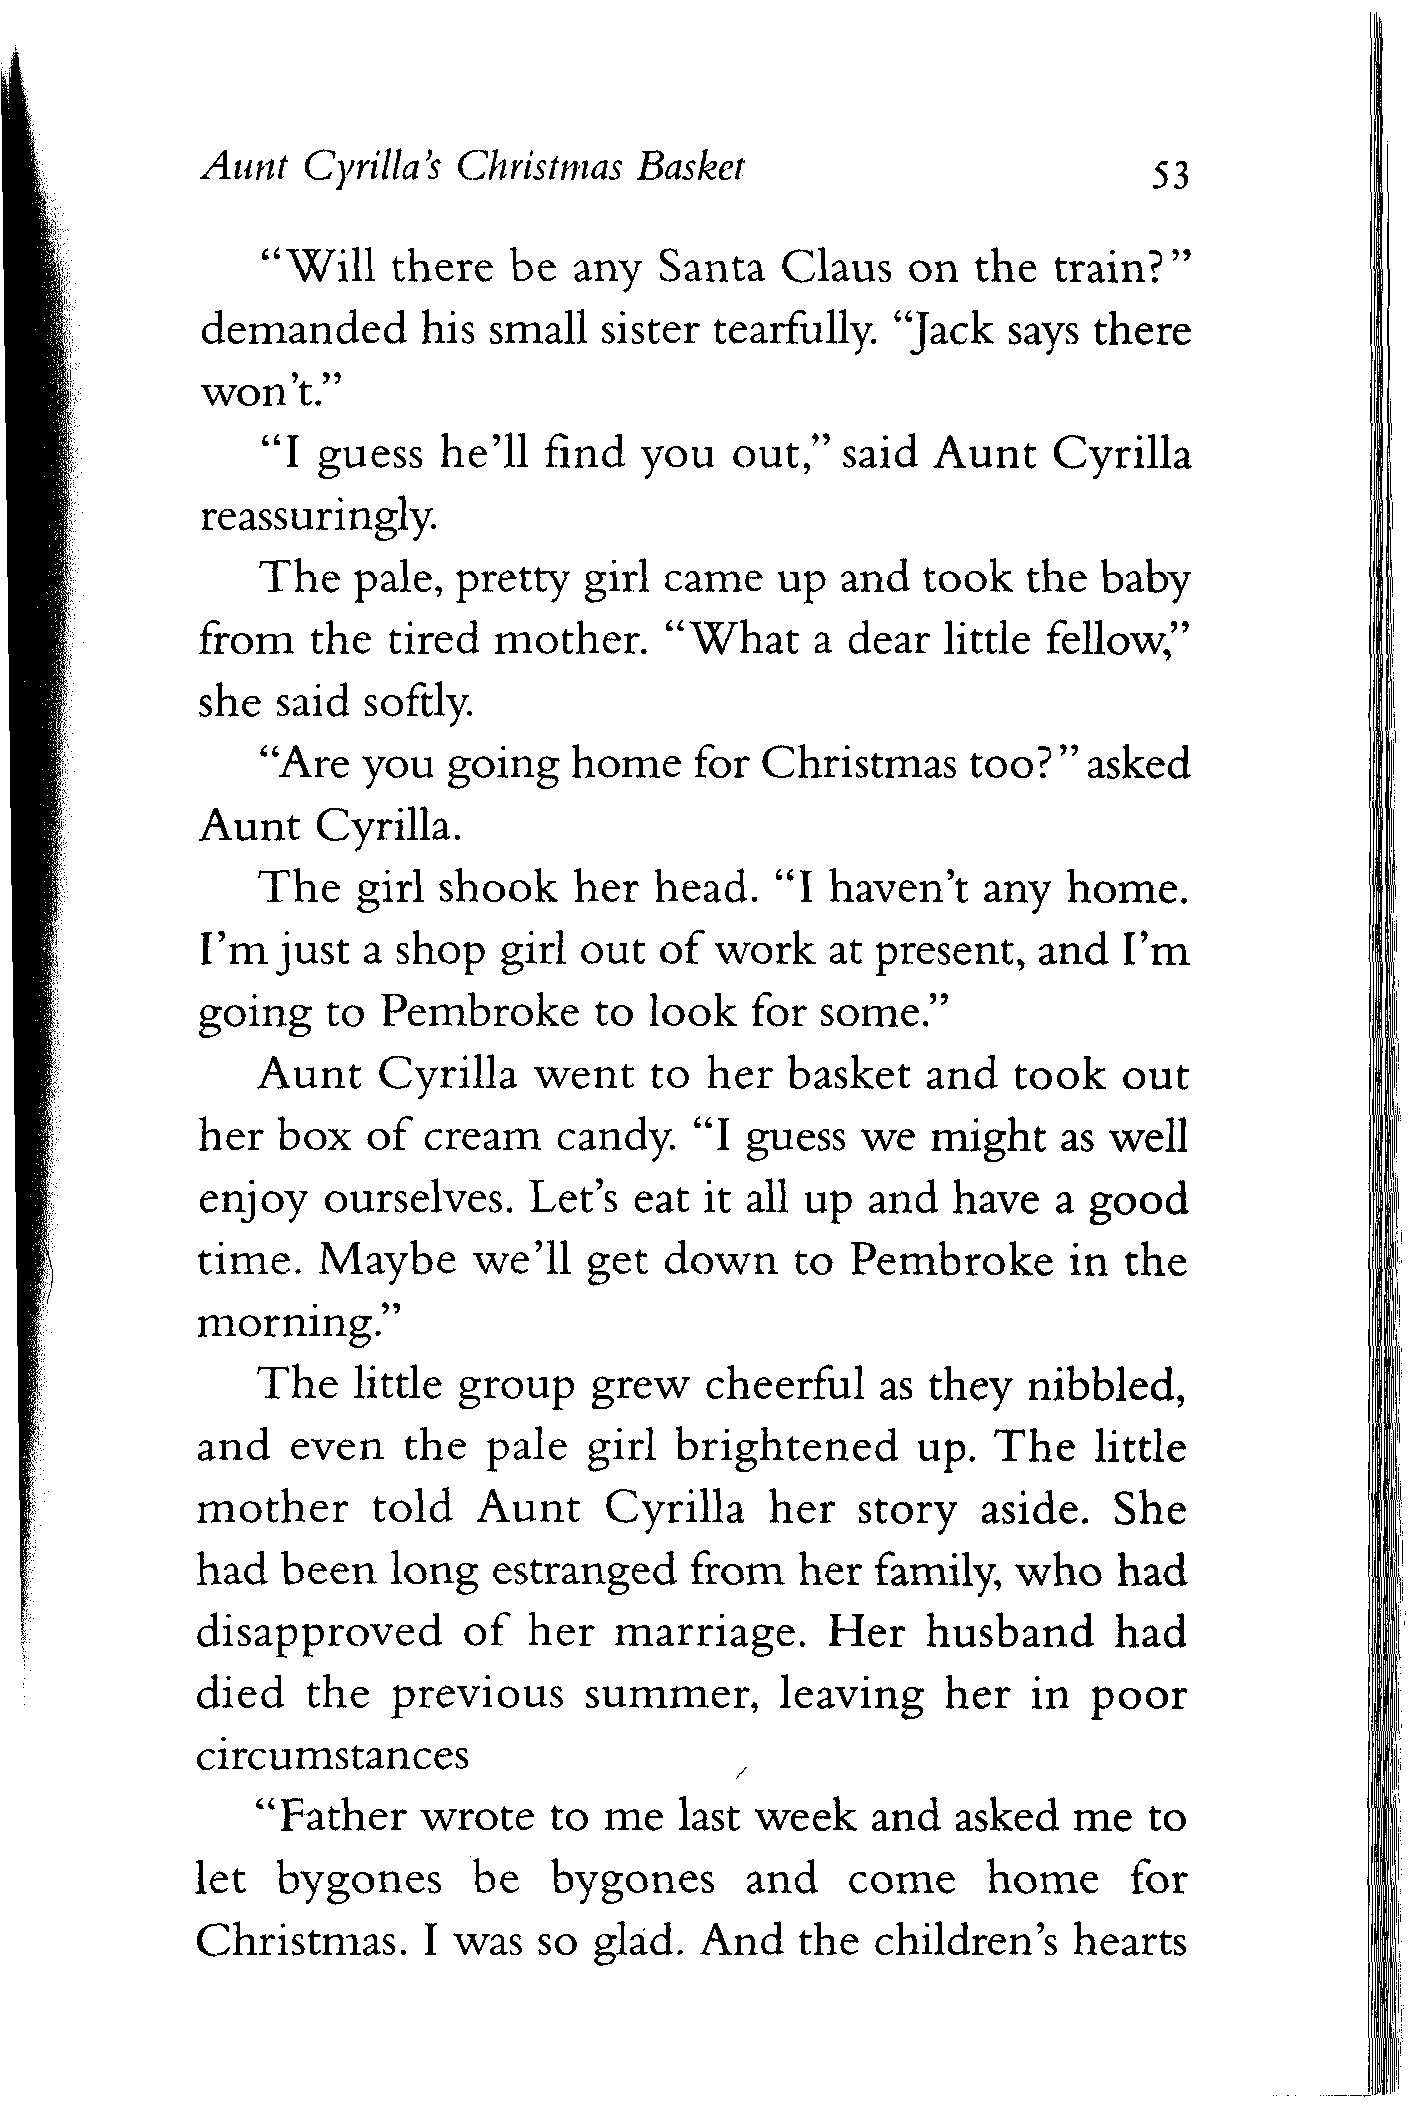 Aunt Cyrilla's Christmas Basket 53
“Will there be any Santa Claus on the train?”
demanded his small sister tearfully. “Jack says there
won't.”
“I guess he'll find you out,” said Aunt Cyrilla
reassuringly.
The pale, pretty girl came up and took the baby
from the tired mother. “What a dear little fellow,”
she said softly.
“Are you going home for Christmas too?” asked
Aunt Cyrilla.
The girl shook her head. “I haven't any home.
I'm just a shop girl out of work at present, and I'm
going to Pembroke to look for some.”
Aunt Cyrilla went to her basket and took out
her box of cream candy. “I guess we might as well
enjoy ourselves. Let's eat it all up and have a good
time. Maybe we'll get down to Pembroke in the
morning.”
The little group grew cheerful as they nibbled,
and even the pale girl brightened up. The little
mother told Aunt Cyrilla her story aside. She
had been long estranged from her family, who had
disapproved of her marriage. Her husband had
died the previous summer, leaving her in poor
circumstances
“Father wrote to me last week and asked me to
let bygones be bygones and come home for
Christmas. I was so glad. And the children's hearts